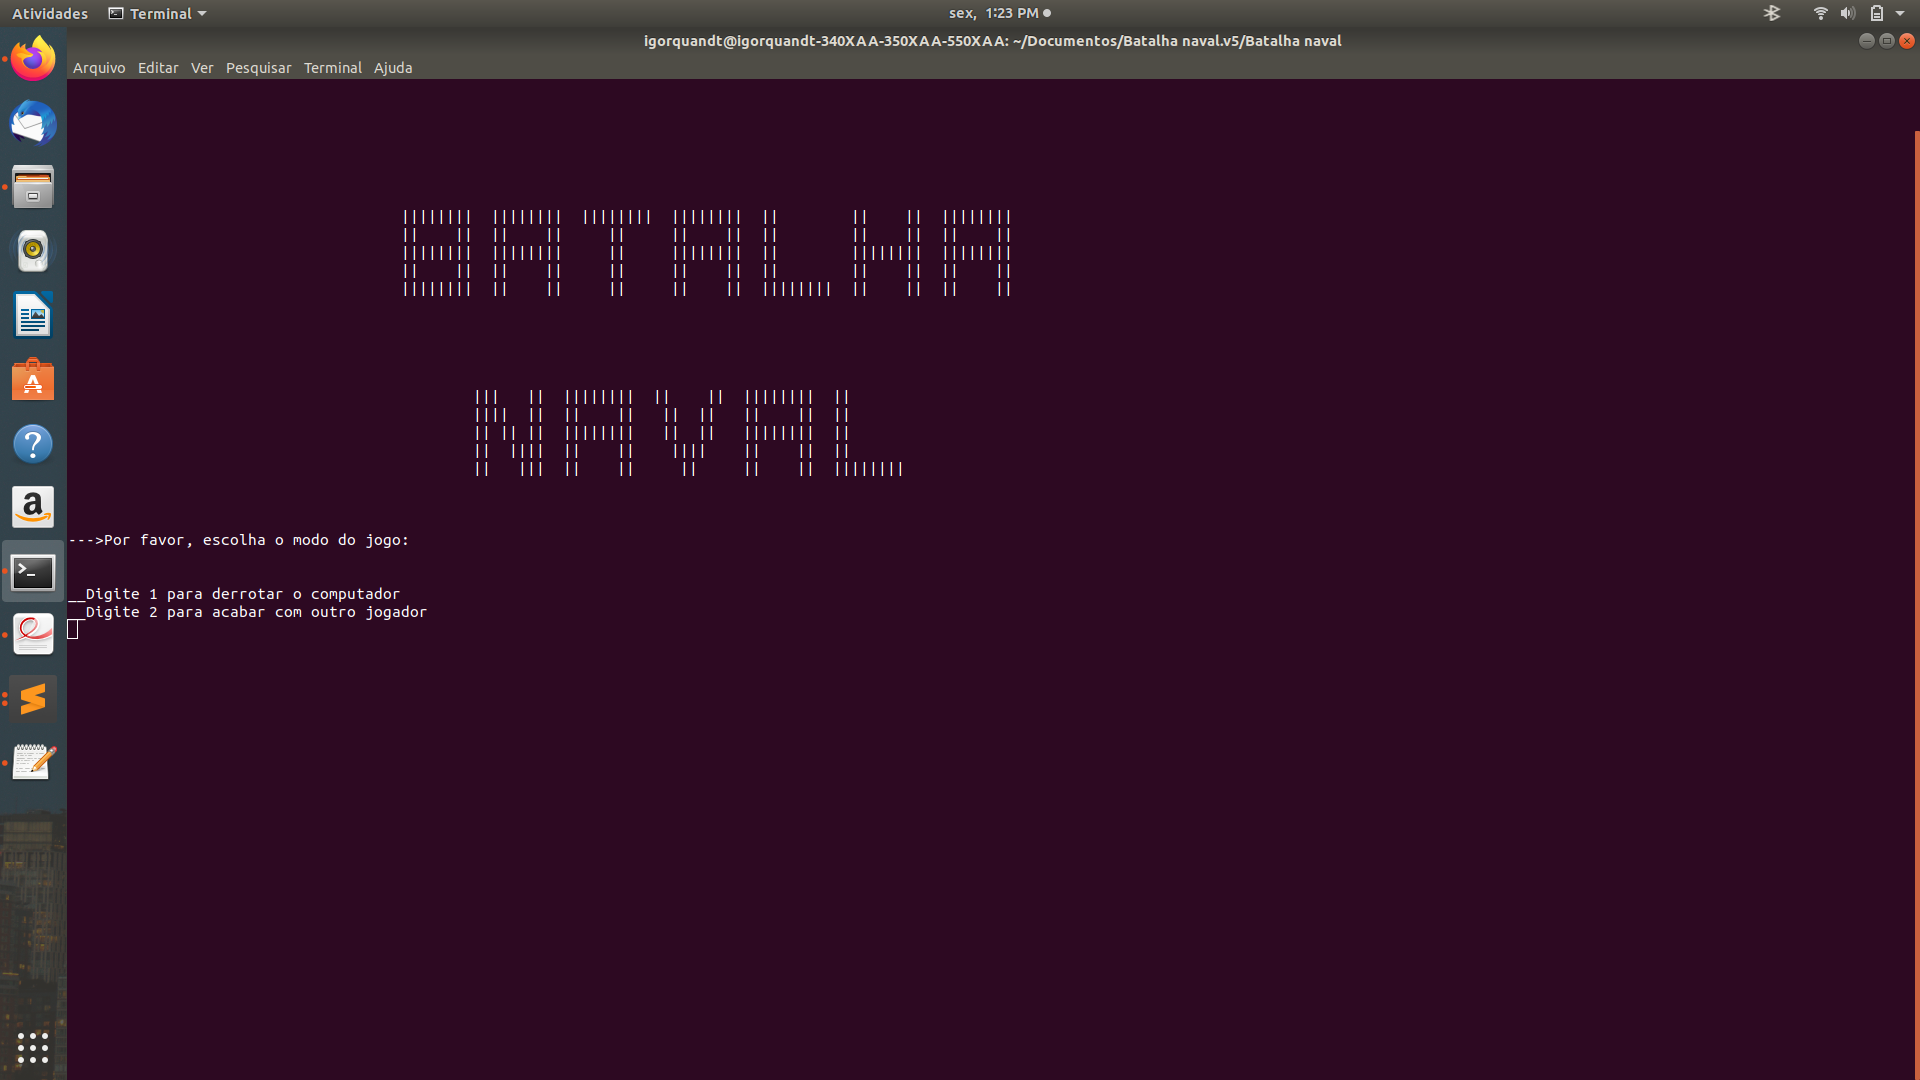 Atividades Terminal sex, 1:23 PM
igorquandt@igorquandt-340XAA-350XAA-550XAA: ~/Documentos/Batalha naval.v5/Batalha naval
Arquivo Editar Ver Pesquisar Terminal Ajuda
BATALHA
NAVAL
--->Por favor, escolha o modo do jogo:
__Digite 1 para derrotar o computador
__Digite 2 para acabar com outro jogador